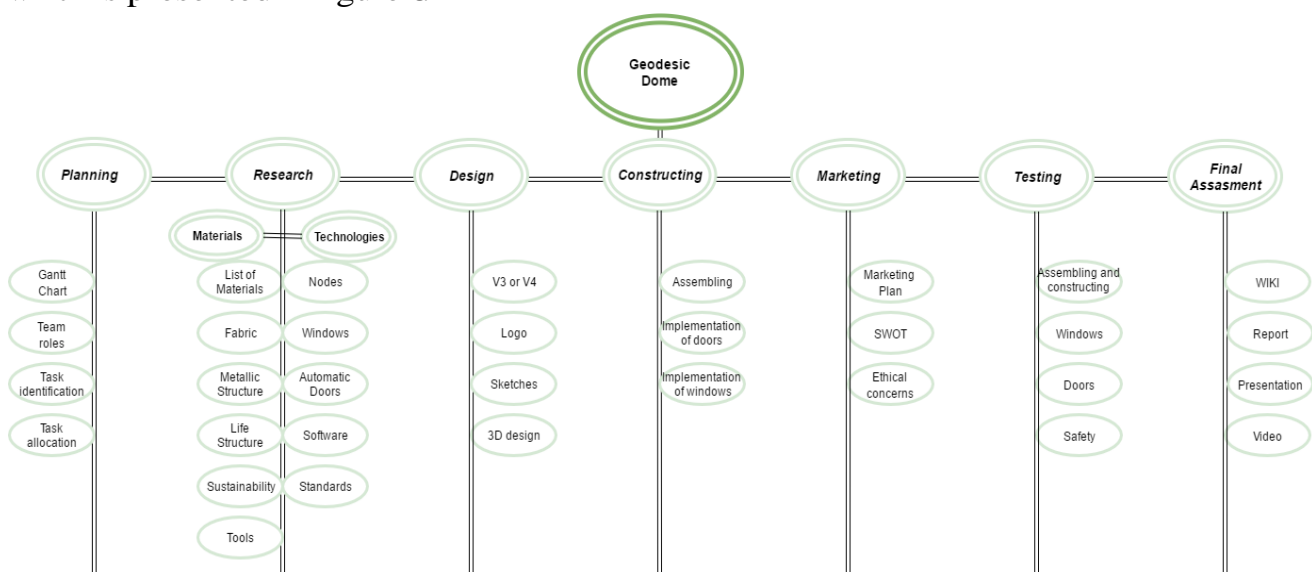 Geodesic
Dome
Planning
Research
Design
Constructing
Marketing
Testing
Final
Assasment
Materials
Technologies
Gantt
Chart
Team
roles
Task
identification
Task
allocation
List of
Materials
Fabric
Metallic
Structure
Life
Structure
Sustainability
Tools
Nodes
Windows
Automatic
Doors
Software
Standards
V3 or V4
Logo
Sketches
3D design
Assembling
Implementation
of doors
Implementation
of windows
Marketing
Plan
SWOT
Ethical
concerns
Assembling and
constructing
Windows
Doors
Safety
WIKI
Report
Presentation
Video